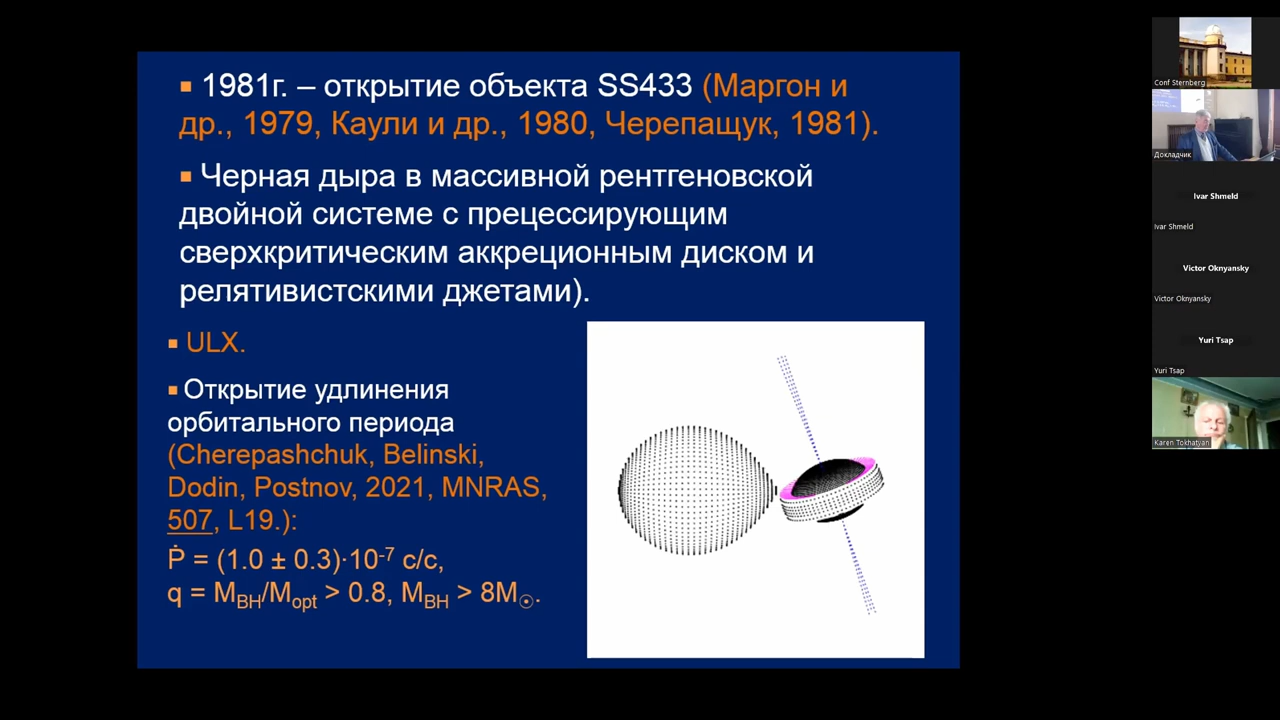 ▪ 1981г. – открытие объекта SS433 (Маргон и
др., 1979, Каули и др., 1980, Черепащук, 1981).
▪ Черная дыра в массивной рентгеновской
двойной системе с прецессирующим
сверхкритическим аккреционным диском и
релятивистскими джетами).
▪ ULX.
▪ Открытие удлинения
орбитального периода
(Cherepashchuk, Belinski,
Dodin, Postnov, 2021, MNRAS,
507, L19.):
Ṗ = (1.0 ± 0.3)·10⁻⁷ с/с,
q = M_BH/M_opt > 0.8, M_BH > 8M_☉.
Conf Sternberg
Докладчик
Ivar Shmeld
Ivar Shmeld
Victor Oknyansky
Victor Oknyansky
Yuri Tsap
Yuri Tsap
Karen Tokhatyan